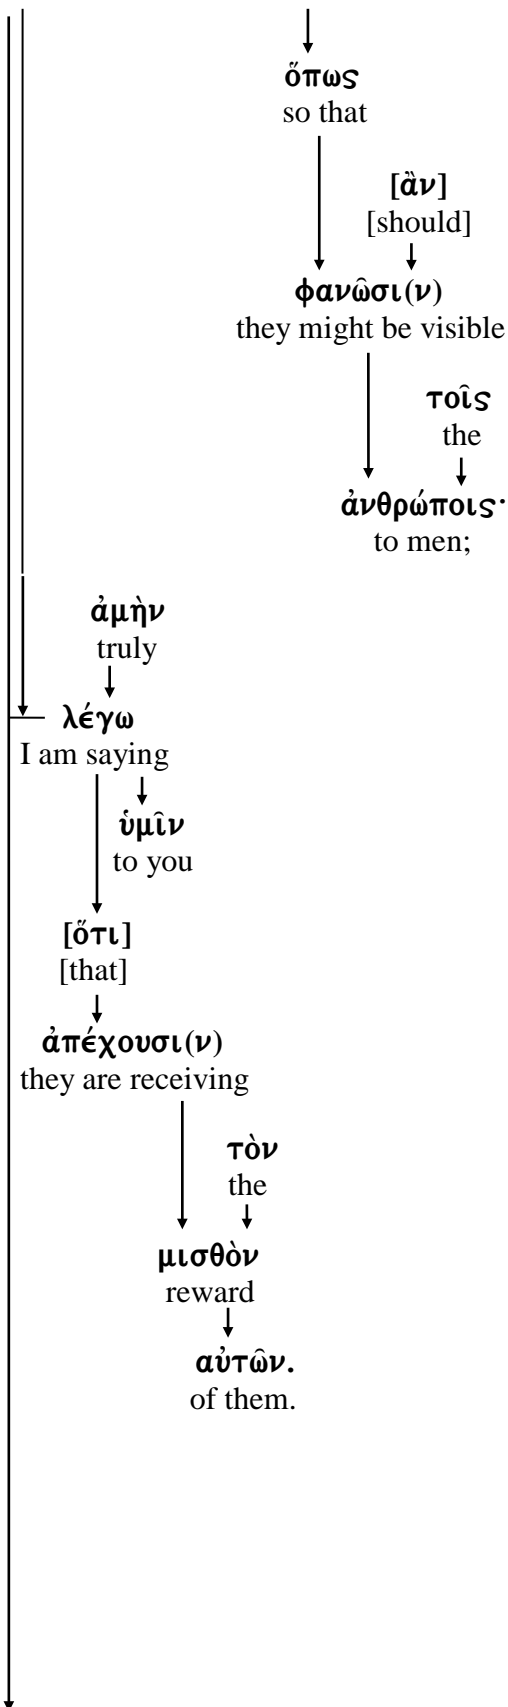 ὅπως
so that
[ἂν]
[should]
φανῶσι(ν)
they might be visible
τοῖς
the
ἀνθρώποις·
to men;
ἀμὴν
truly
λέγω
I am saying
ὑμῖν
to you
[ὅτι]
[that]
ἀπέχουσι(ν)
they are receiving
τὸν
the
μισθὸν
reward
αὐτῶν.
of them.